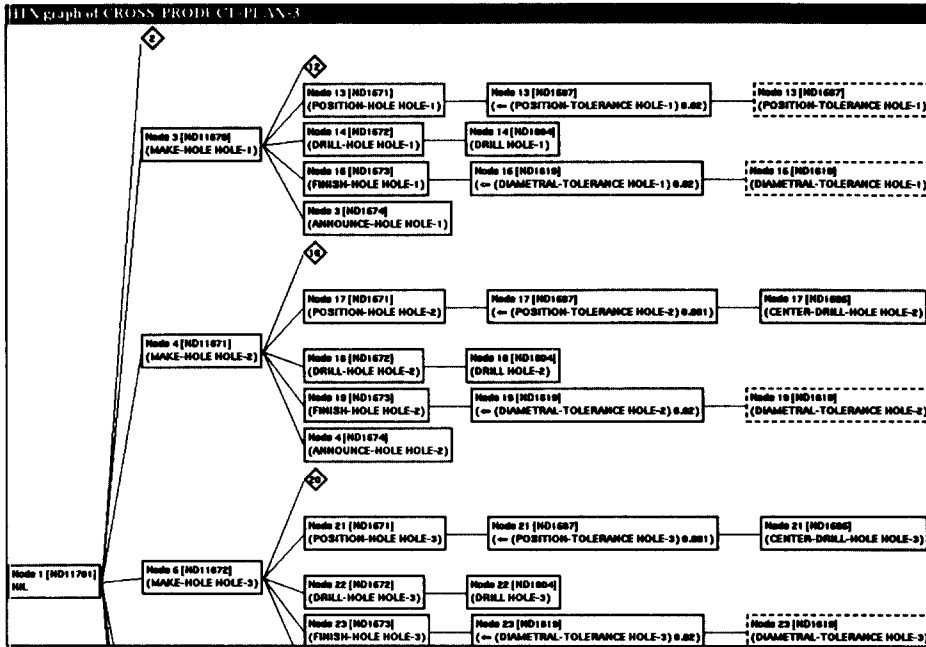 HTN graph of CROSS-PRODUCT-PLAN-3
2
12
Node 13 [ND1671]
(POSITION-HOLE HOLE-1)
Node 13 [ND1687]
(← (POSITION-TOLERANCE HOLE-1) 0.02)
Node 13 [ND1687]
(POSITION-TOLERANCE HOLE-1)
Node 3 [ND11670]
(MAKE-HOLE HOLE-1)
Node 14 [ND1672]
(DRILL-HOLE HOLE-1)
Node 14 [ND1804]
(DRILL HOLE-1)
Node 15 [ND1673]
(FINISH-HOLE HOLE-1)
Node 15 [ND1619]
(← (DIAMETRAL-TOLERANCE HOLE-1) 0.02)
Node 15 [ND1619]
(DIAMETRAL-TOLERANCE HOLE-1)
Node 3 [ND1674]
(ANNOUNCE-HOLE HOLE-1)
16
Node 17 [ND1671]
(POSITION-HOLE HOLE-2)
Node 17 [ND1687]
(← (POSITION-TOLERANCE HOLE-2) 0.001)
Node 17 [ND1686]
(CENTER-DRILL-HOLE HOLE-2)
Node 4 [ND11671]
(MAKE-HOLE HOLE-2)
Node 18 [ND1672]
(DRILL-HOLE HOLE-2)
Node 18 [ND1804]
(DRILL HOLE-2)
Node 19 [ND1673]
(FINISH-HOLE HOLE-2)
Node 19 [ND1619]
(← (DIAMETRAL-TOLERANCE HOLE-2) 0.02)
Node 19 [ND1619]
(DIAMETRAL-TOLERANCE HOLE-2)
Node 4 [ND1674]
(ANNOUNCE-HOLE HOLE-2)
20
Node 21 [ND1671]
(POSITION-HOLE HOLE-3)
Node 21 [ND1687]
(← (POSITION-TOLERANCE HOLE-3) 0.001)
Node 21 [ND1686]
(CENTER-DRILL-HOLE HOLE-3)
Node 1 [ND11701]
NIL
Node 5 [ND11672]
(MAKE-HOLE HOLE-3)
Node 22 [ND1672]
(DRILL-HOLE HOLE-3)
Node 22 [ND1804]
(DRILL HOLE-3)
Node 23 [ND1673]
(FINISH-HOLE HOLE-3)
Node 23 [ND1619]
(← (DIAMETRAL-TOLERANCE HOLE-3) 0.02)
Node 23 [ND1619]
(DIAMETRAL-TOLERANCE HOLE-3)